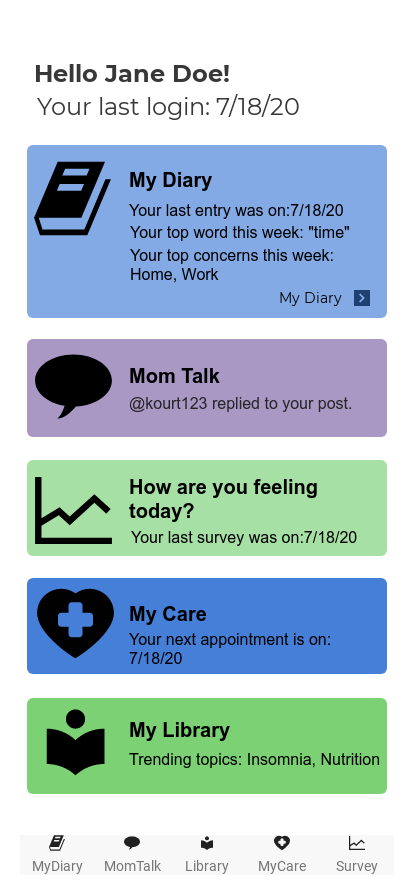 Hello Jane Doe!
Your last login: 7/18/20
My Diary
Your last entry was on:7/18/20
Your top word this week: "time"
Your top concerns this week:
Home, Work
My Diary
Mom Talk
@kourt123 replied to your post.
How are you feeling
today?
Your last survey was on:7/18/20
My Care
Your next appointment is on:
7/18/20
My Library
Trending topics: Insomnia, Nutrition
MyDiary MomTalk Library MyCare Survey